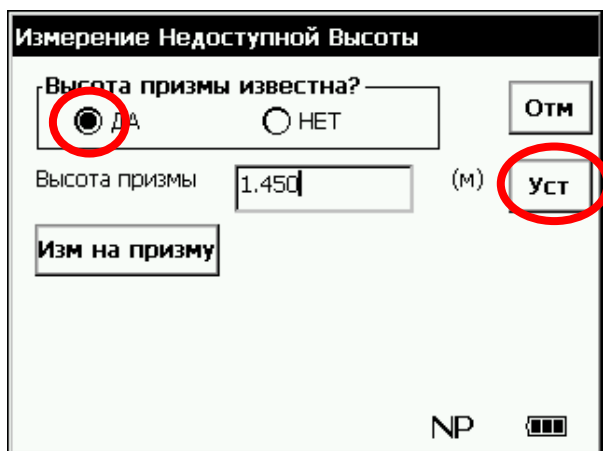 Измерение Недоступной Высоты
Высота призмы известна?
ДА НЕТ
Отм
Высота призмы 1.450 (м) Уст
Изм на призму
NP